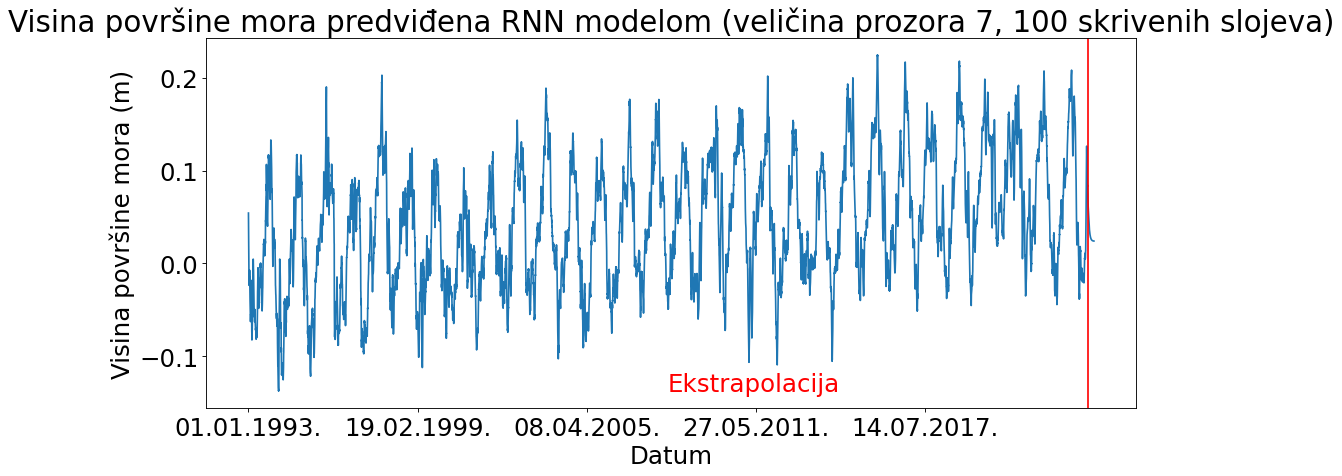 Visina površine mora predviđena RNN modelom (veličina prozora 7, 100 skrivenih slojeva)
Visina površine mora (m)
0.2
0.1
0.0
−0.1
Ekstrapolacija
01.01.1993. 19.02.1999. 08.04.2005. 27.05.2011. 14.07.2017.
Datum